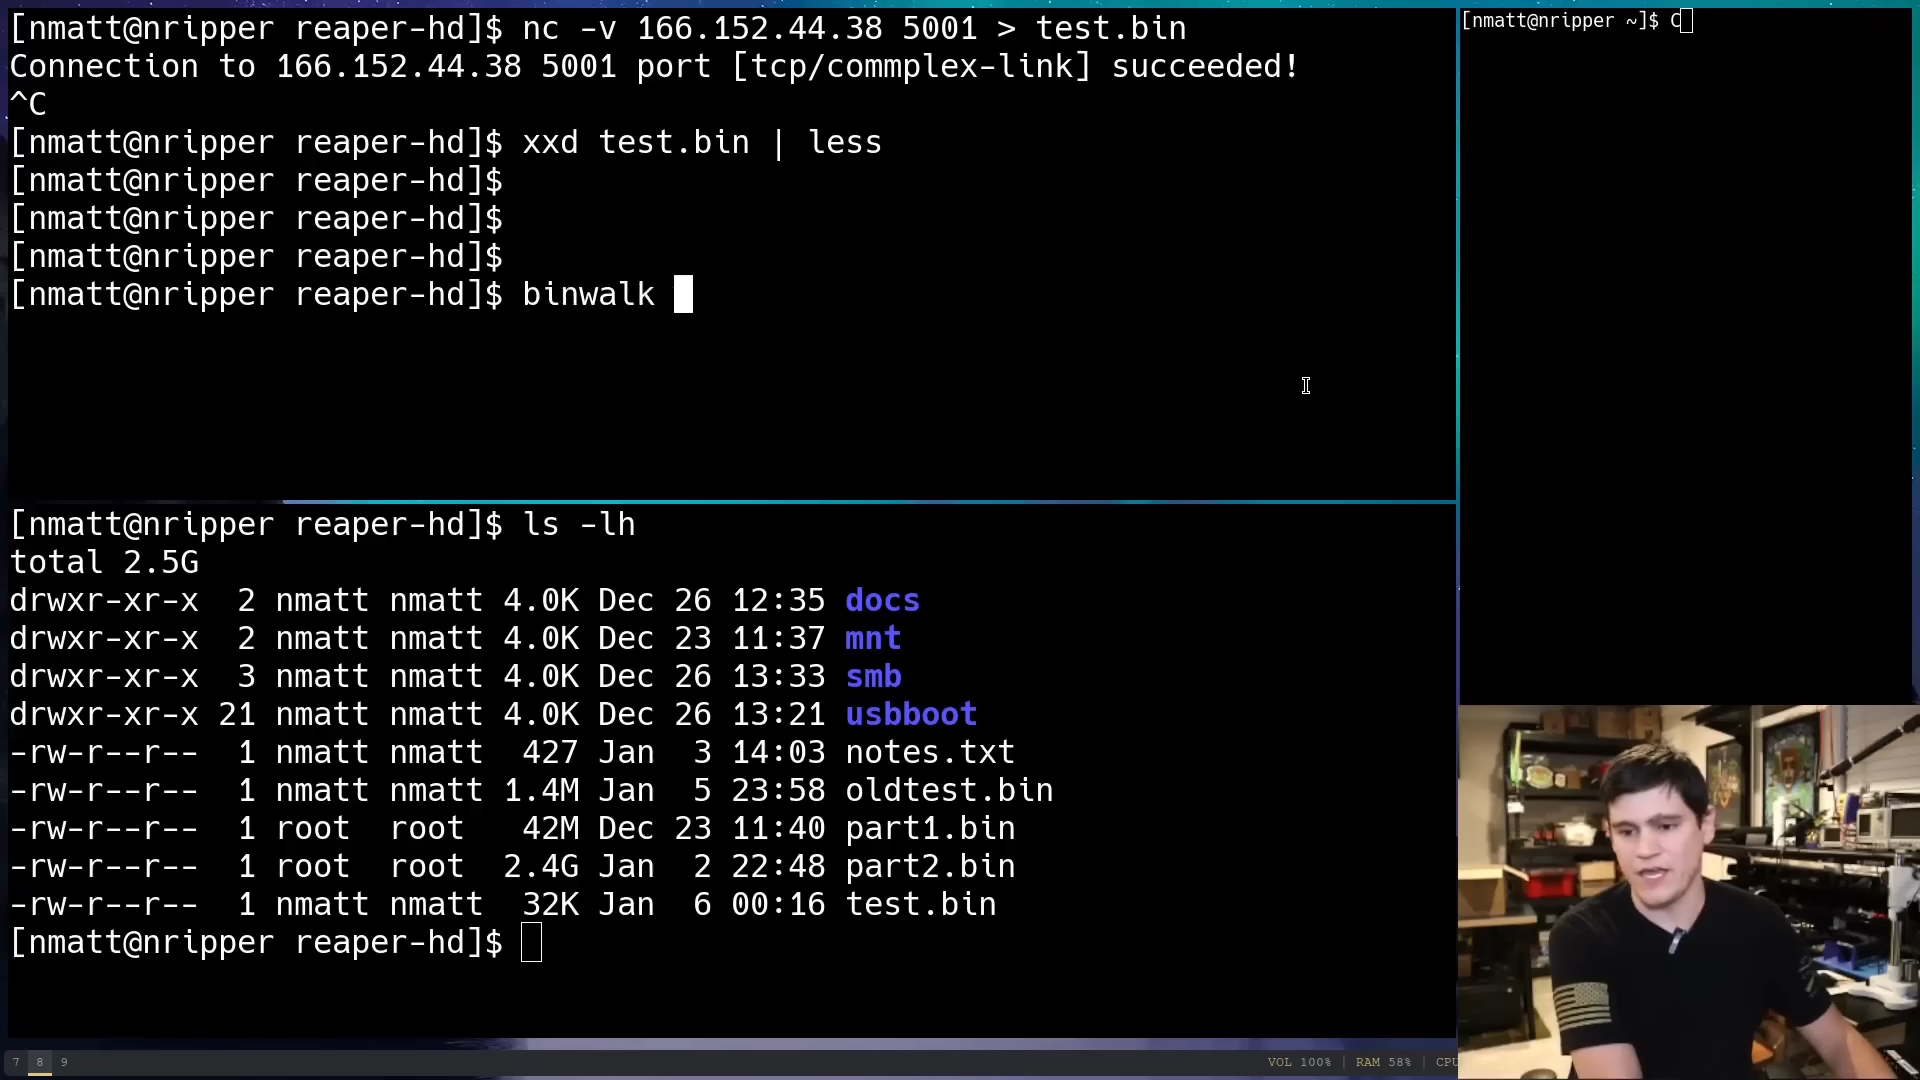 [nmatt@nripper reaper-hd]$ nc -v 166.152.44.38 5001 > test.bin
Connection to 166.152.44.38 5001 port [tcp/commplex-link] succeeded!
^C
[nmatt@nripper reaper-hd]$ xxd test.bin | less
[nmatt@nripper reaper-hd]$
[nmatt@nripper reaper-hd]$
[nmatt@nripper reaper-hd]$
[nmatt@nripper reaper-hd]$ binwalk
[nmatt@nripper ~]$ C
[nmatt@nripper reaper-hd]$ ls -lh
total 2.5G
drwxr-xr-x  2 nmatt nmatt 4.0K Dec 26 12:35 docs
drwxr-xr-x  2 nmatt nmatt 4.0K Dec 23 11:37 mnt
drwxr-xr-x  3 nmatt nmatt 4.0K Dec 26 13:33 smb
drwxr-xr-x 21 nmatt nmatt 4.0K Dec 26 13:21 usbboot
-rw-r--r--  1 nmatt nmatt  427 Jan  3 14:03 notes.txt
-rw-r--r--  1 nmatt nmatt 1.4M Jan  5 23:58 oldtest.bin
-rw-r--r--  1 root  root   42M Dec 23 11:40 part1.bin
-rw-r--r--  1 root  root  2.4G Jan  2 22:48 part2.bin
-rw-r--r--  1 nmatt nmatt  32K Jan  6 00:16 test.bin
[nmatt@nripper reaper-hd]$
7 8 9 VOL 100% | RAM 58% | CPU